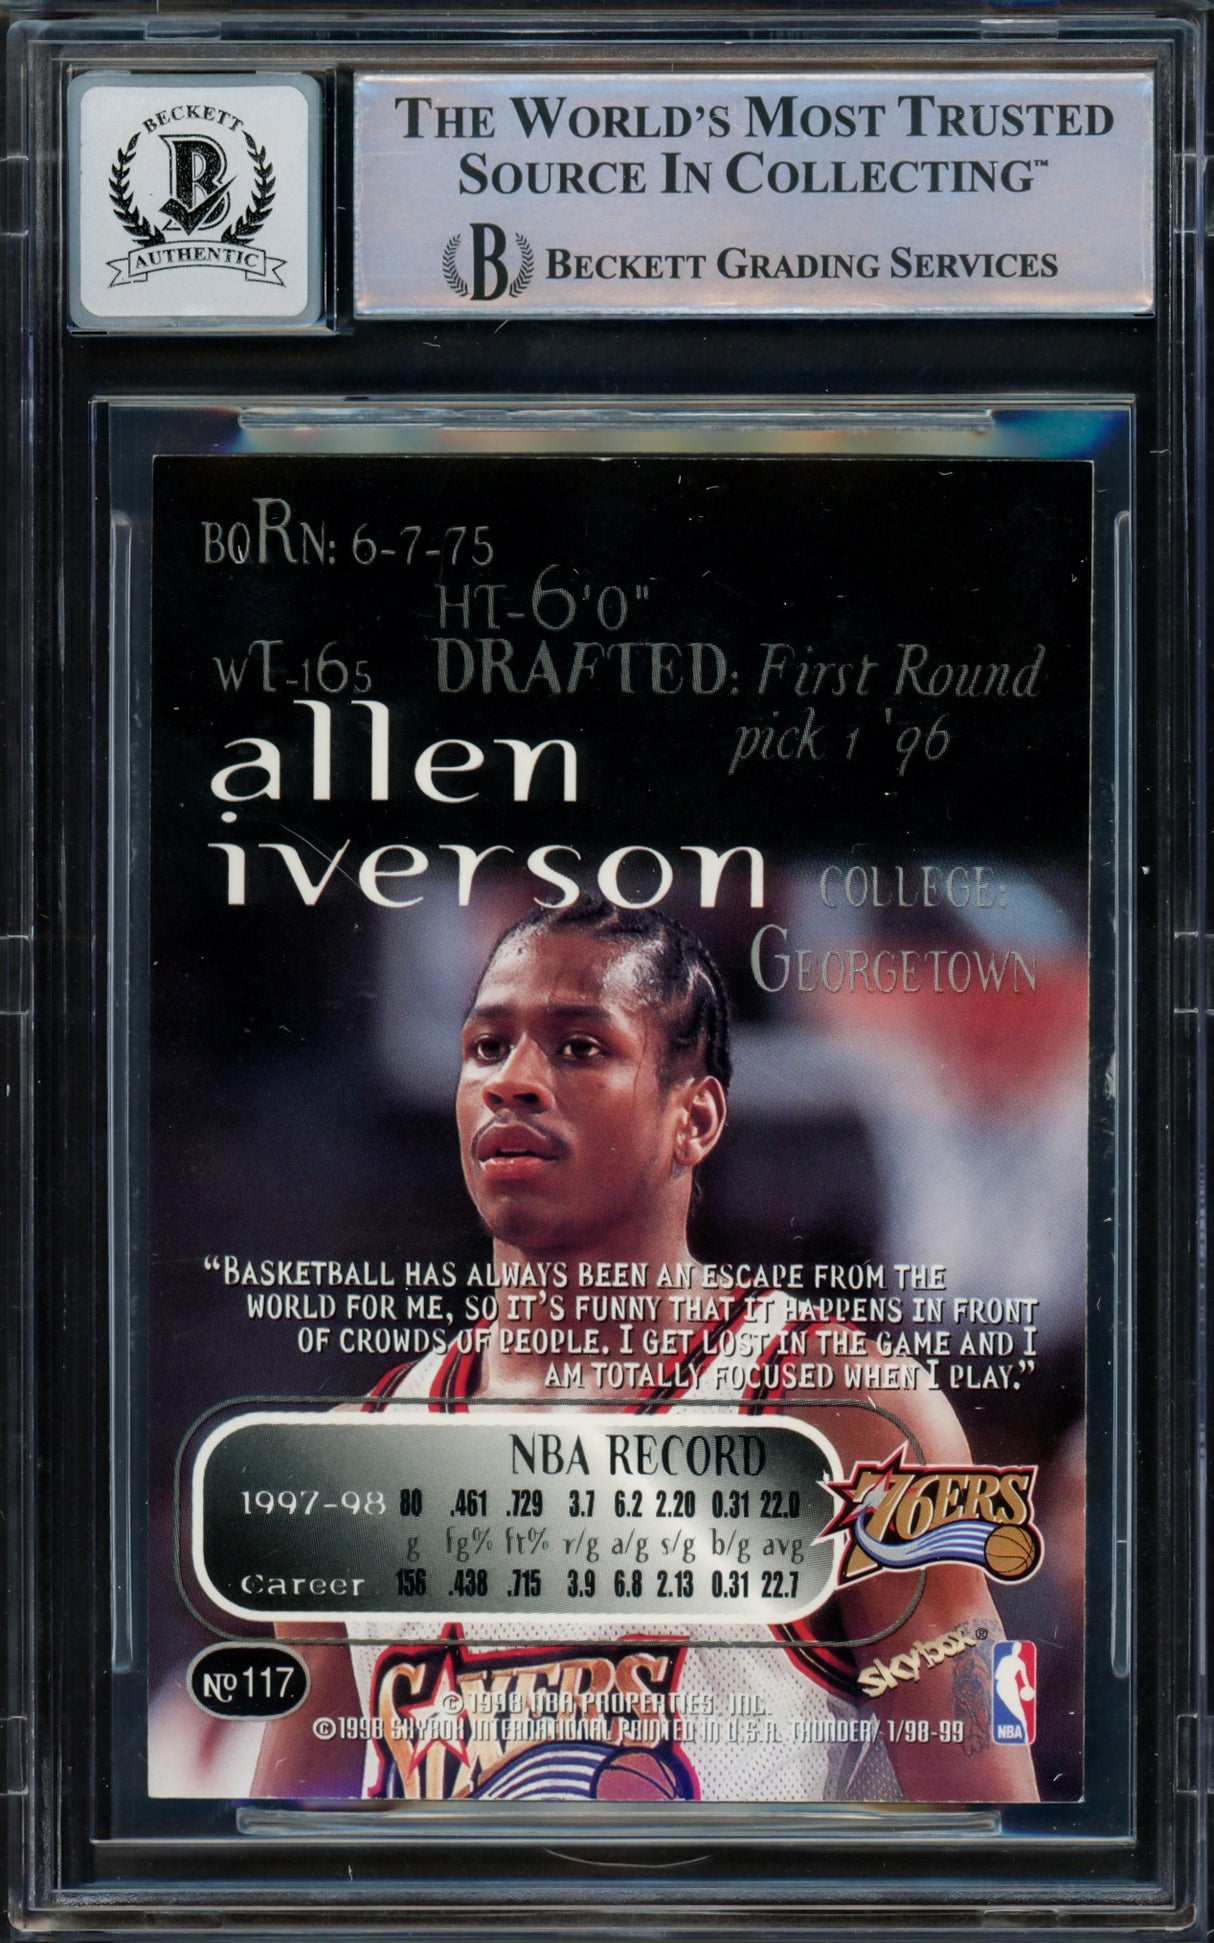 BECKETT
B
AUTHENTIC
THE WORLD'S MOST TRUSTED
SOURCE IN COLLECTING™
B BECKETT GRADING SERVICES
BORN: 6-7-75
HT-6'0"
WT-165
DRAFTED: First Round
pick 1 '96
allen
iverson
COLLEGE:
GEORGETOWN
“BASKETBALL HAS ALWAYS BEEN AN ESCAPE FROM THE
WORLD FOR ME, SO IT'S FUNNY THAT IT HAPPENS IN FRONT
OF CROWDS OF PEOPLE. I GET LOST IN THE GAME AND I
AM TOTALLY FOCUSED WHEN I PLAY.”
NBA RECORD
1997-98 80 .461 .729 3.7 6.2 2.20 0.31 22.0
g fg% ft% r/g a/g s/g b/g avg
Career 156 .438 .715 3.9 6.8 2.13 0.31 22.7
76ERS
No 117
skybox®
NBA
SIXERS
© 1998 NBA PROPERTIES, INC.
© 1998 SKYBOX INTERNATIONAL PRINTED IN U.S.A. THUNDER/ 1/98-99